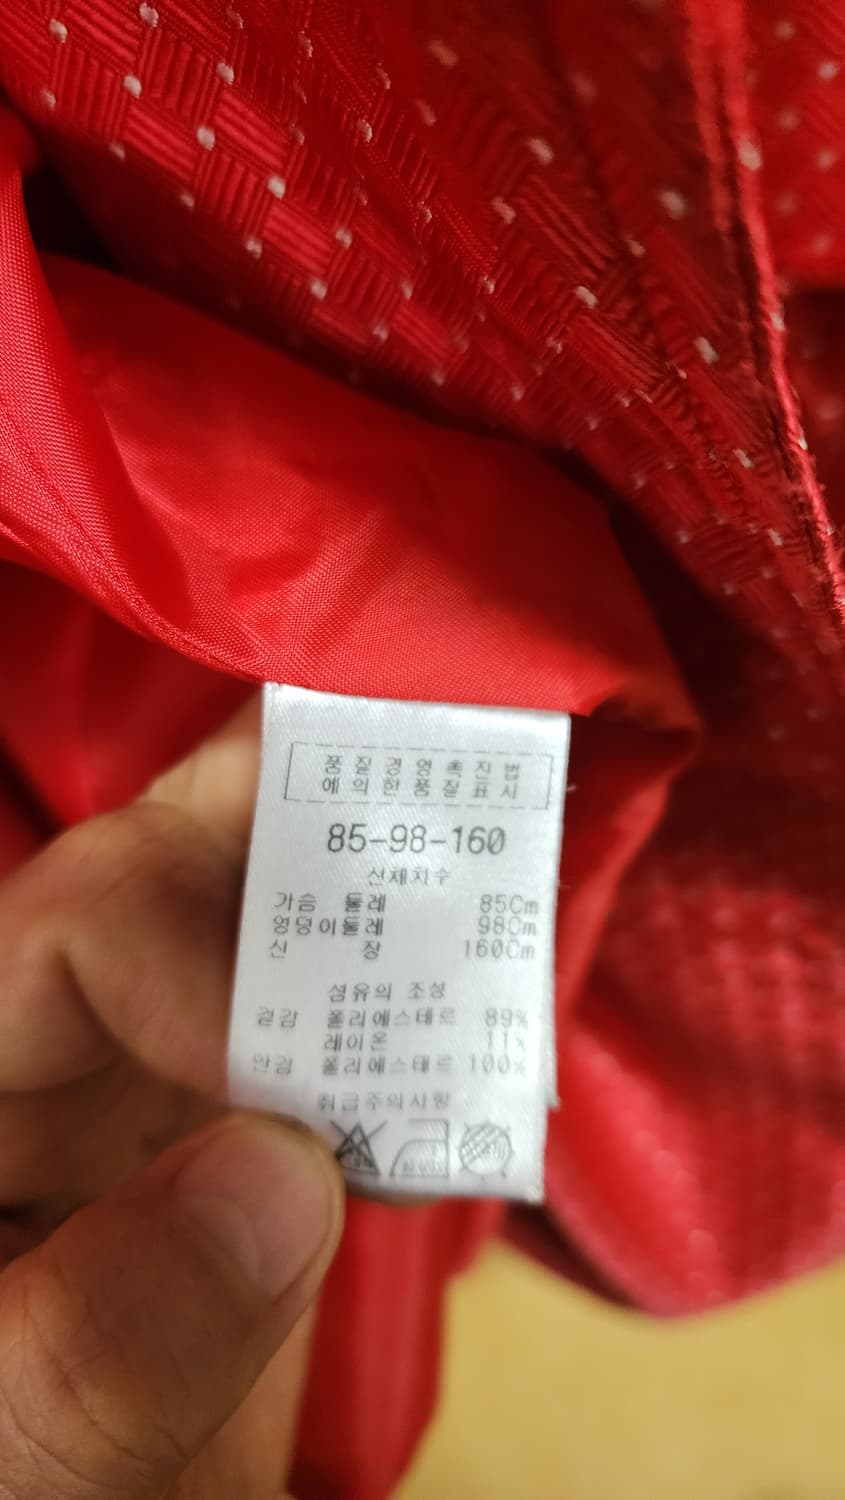 품질경영촉진법
에의한품질표시
85-98-160
신체치수
가슴 둘레 85Cm
엉덩이둘레 98Cm
신 장 160Cm
섬유의 조성
겉감 폴리에스테르 89%
레이온 11%
안감 폴리에스테르 100%
취급주의사항